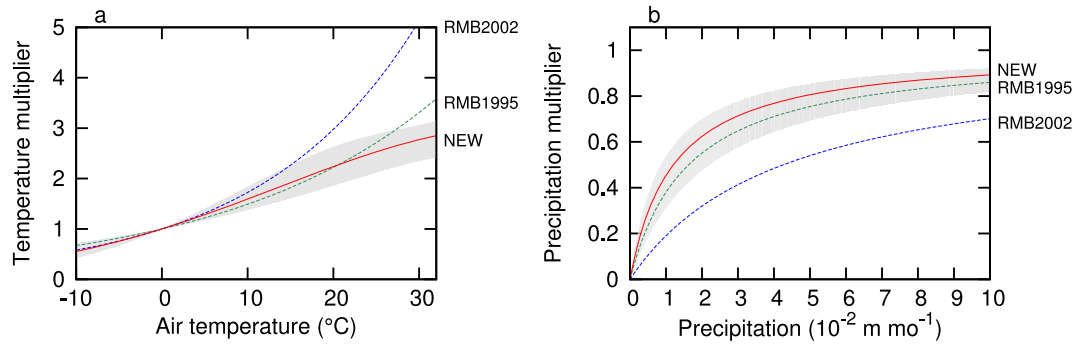 a
Temperature multiplier
5
4
3
2
1
0
-10
0
10
20
30
Air temperature (°C)
RMB2002
RMB1995
NEW
b
Precipitation multiplier
1
0.8
0.6
0.4
0.2
0
0
1
2
3
4
5
6
7
8
9
10
Precipitation (10⁻² m mo⁻¹)
NEW
RMB1995
RMB2002